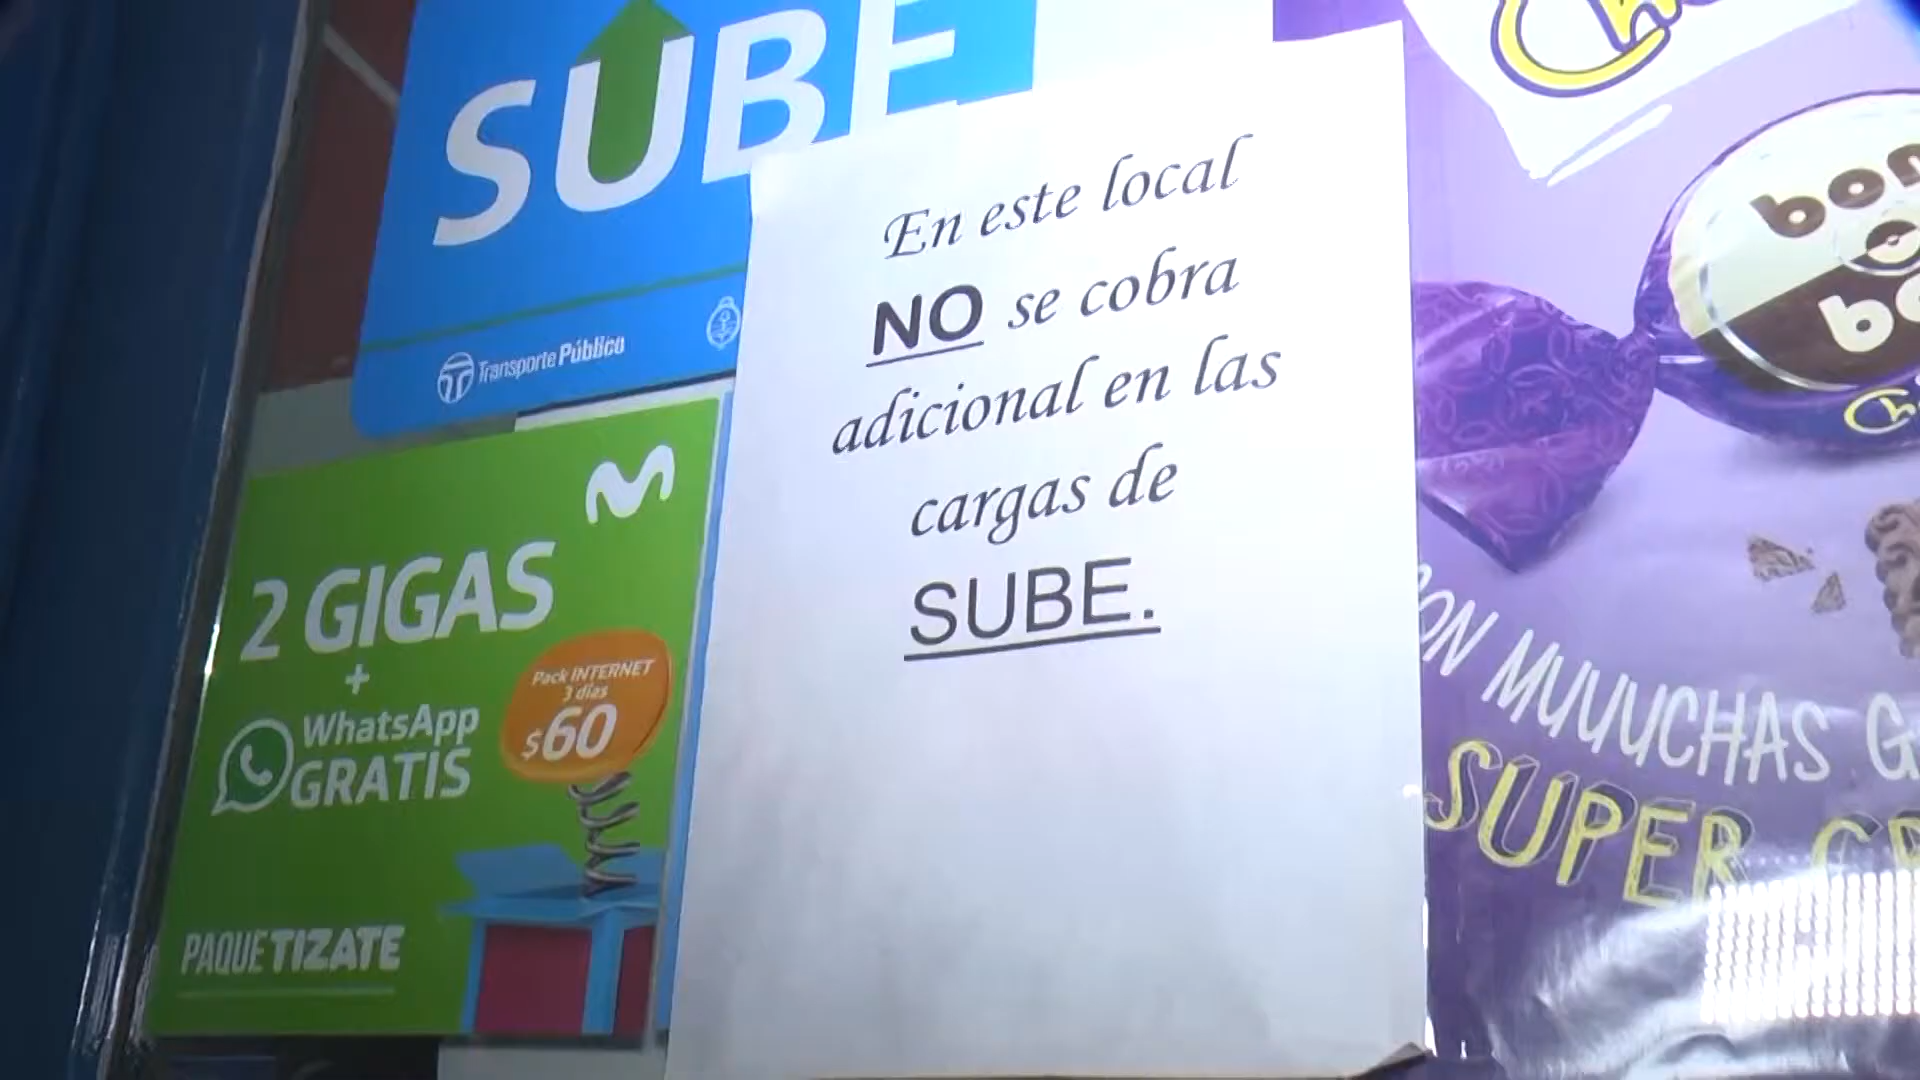 SUBE
Transporte Público
En este local
NO se cobra
adicional en las
cargas de
SUBE.
2 GIGAS
+
WhatsApp
GRATIS
Pack INTERNET
3 días
$60
PAQUETIZATE
bon
o
MUUUCHAS
SUPER